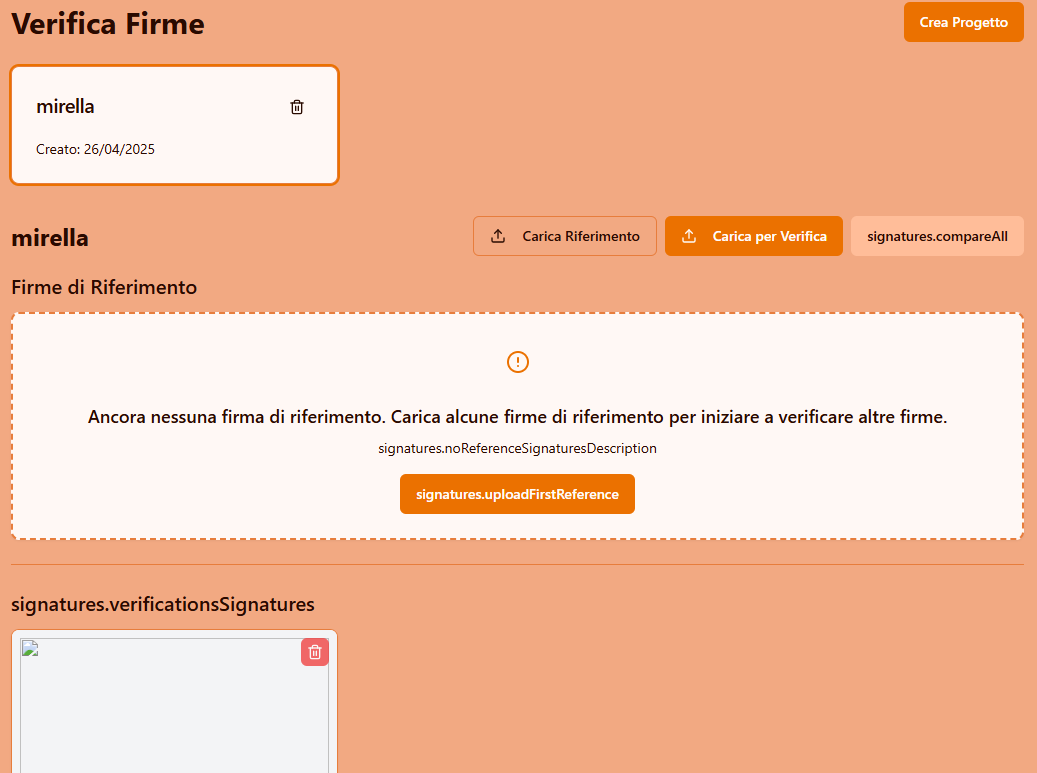 Verifica Firme
Crea Progetto
mirella
Creato: 26/04/2025
mirella
Carica Riferimento
Carica per Verifica
signatures.compareAll
Firme di Riferimento
Ancora nessuna firma di riferimento. Carica alcune firme di riferimento per iniziare a verificare altre firme.
signatures.noReferenceSignaturesDescription
signatures.uploadFirstReference
signatures.verificationsSignatures